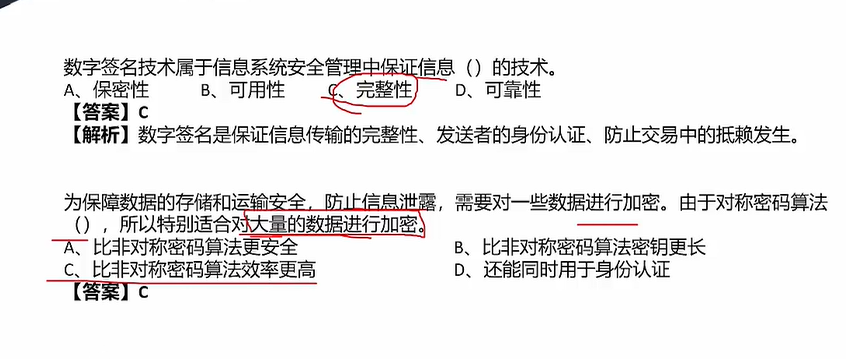 数字签名技术属于信息系统安全管理中保证信息（）的技术。
A、保密性 B、可用性 C、完整性 D、可靠性
【答案】C
【解析】数字签名是保证信息传输的完整性、发送者的身份认证、防止交易中的抵赖发生。
为保障数据的存储和运输安全，防止信息泄露，需要对一些数据进行加密。由于对称密码算法
（），所以特别适合对大量的数据进行加密。
A、比非对称密码算法更安全 B、比非对称密码算法密钥更长
C、比非对称密码算法效率更高 D、还能同时用于身份认证
【答案】C